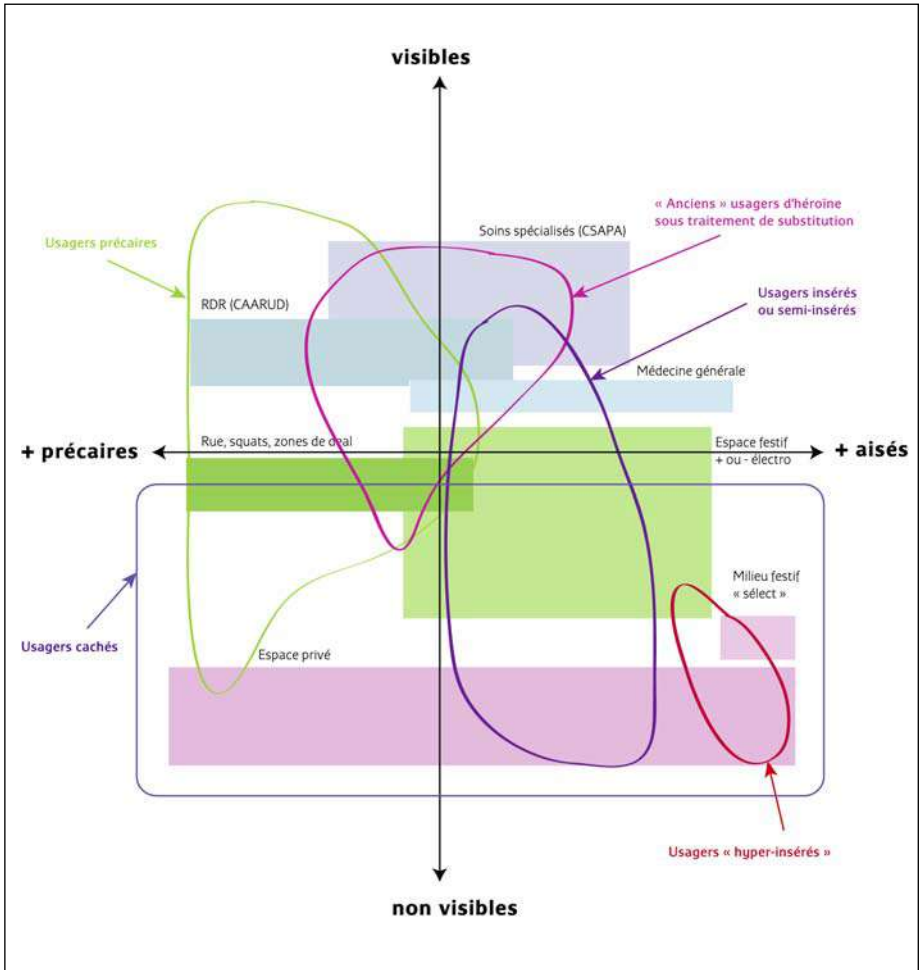 visibles
« Anciens » usagers d'héroïne
sous traitement de substitution
Usagers précaires
Soins spécialisés (CSAPA)
Usagers insérés
ou semi-insérés
RDR (CAARUD)
Médecine générale
+ précaires
Rue, squats, zones de deal
Espace festif
+ ou - électro
+ aisés
Milieu festif
« sélect »
Usagers cachés
Espace privé
Usagers « hyper-insérés »
non visibles